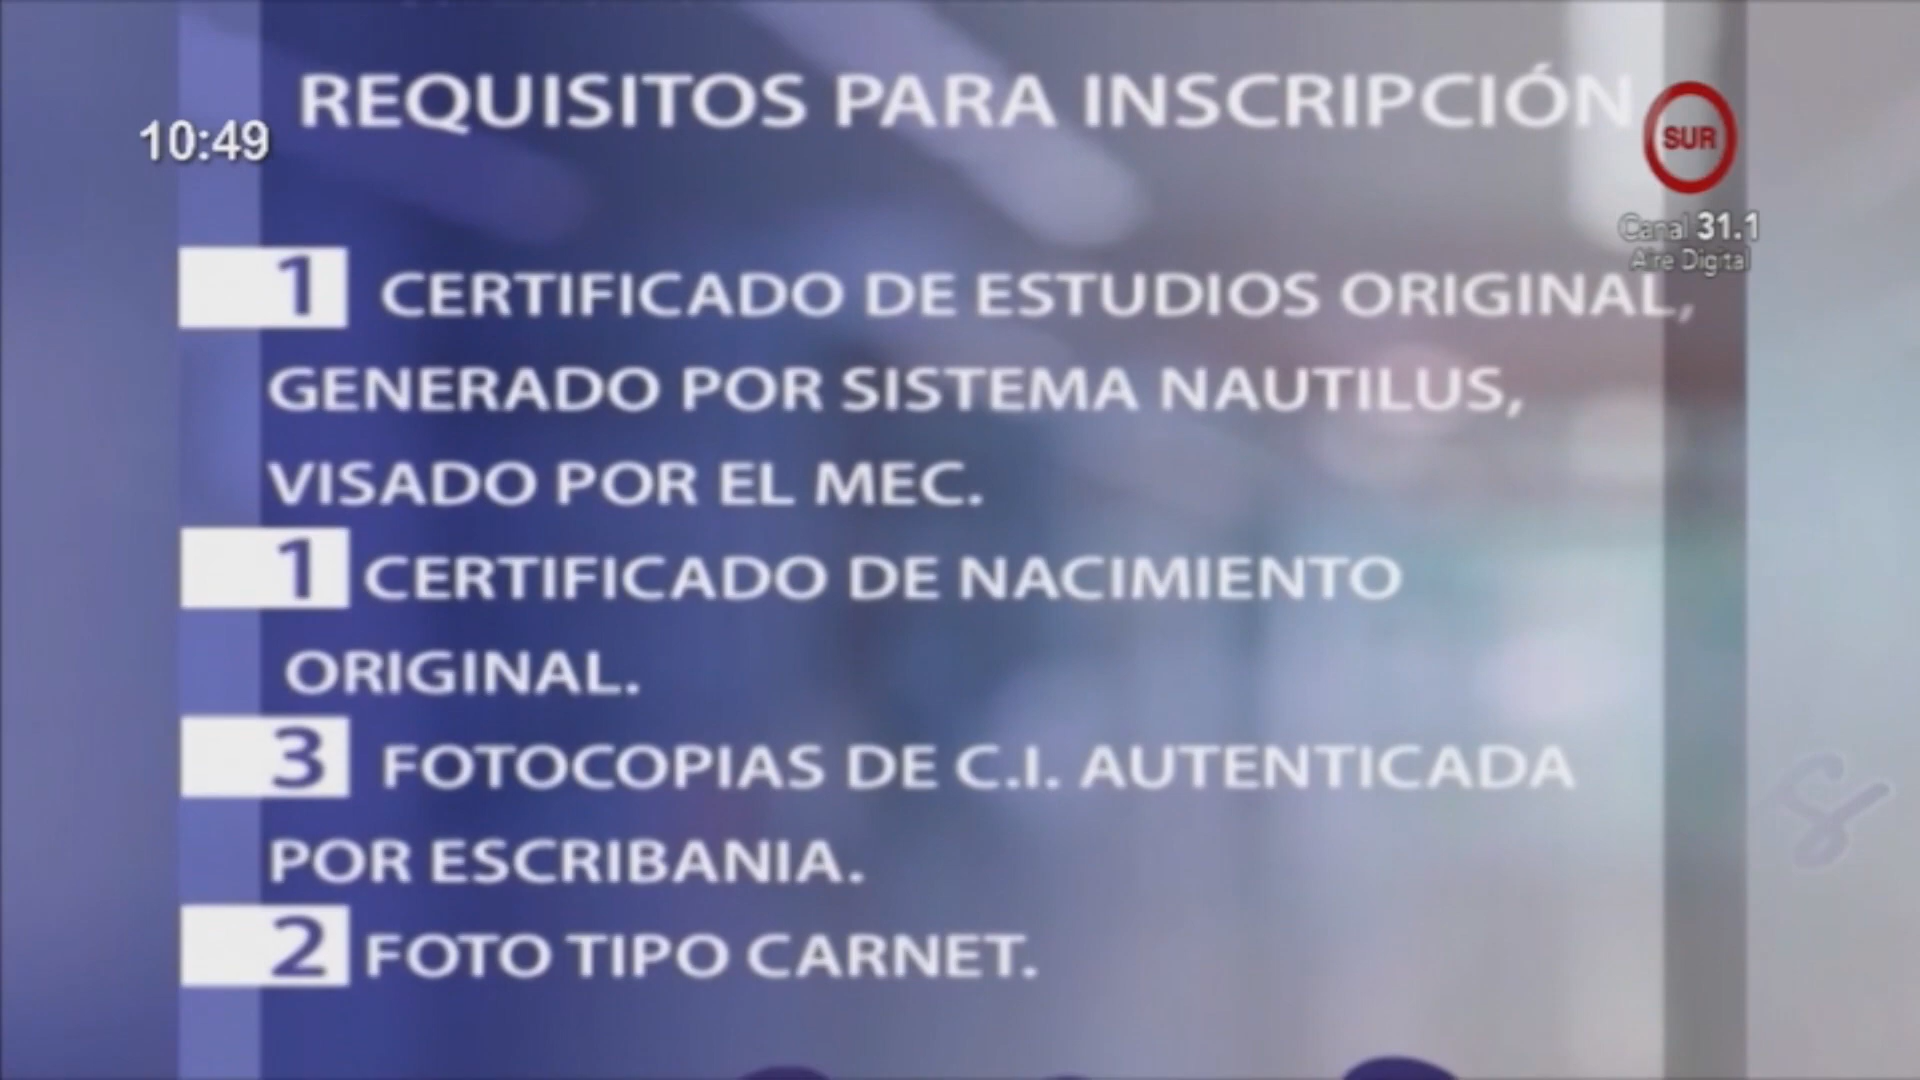 REQUISITOS PARA INSCRIPCIÓN
10:49
SUR
Canal 31.1
Aire Digital
1 CERTIFICADO DE ESTUDIOS ORIGINAL,
GENERADO POR SISTEMA NAUTILUS,
VISADO POR EL MEC.
1 CERTIFICADO DE NACIMIENTO
ORIGINAL.
3 FOTOCOPIAS DE C.I. AUTENTICADA
POR ESCRIBANIA.
2 FOTO TIPO CARNET.